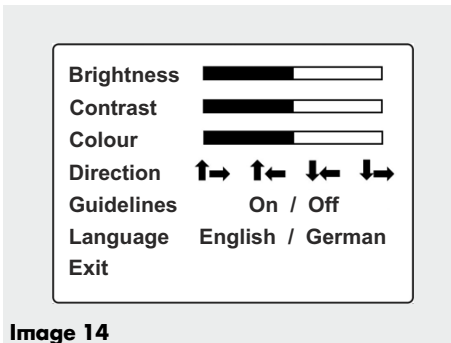 Brightness
Contrast
Colour
Direction
Guidelines On / Off
Language English / German
Exit
Image 14